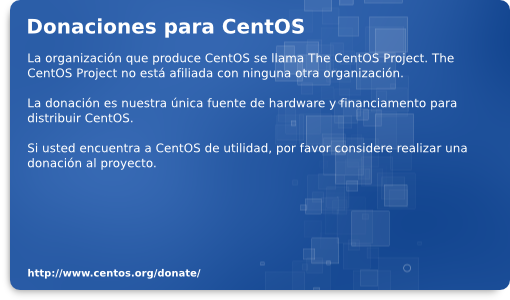 Donaciones para CentOS
La organización que produce CentOS se llama The CentOS Project. The
CentOS Project no está afiliada con ninguna otra organización.
La donación es nuestra única fuente de hardware y financiamiento para
distribuir CentOS.
Si usted encuentra a CentOS de utilidad, por favor considere realizar una
donación al proyecto.
http://www.centos.org/donate/